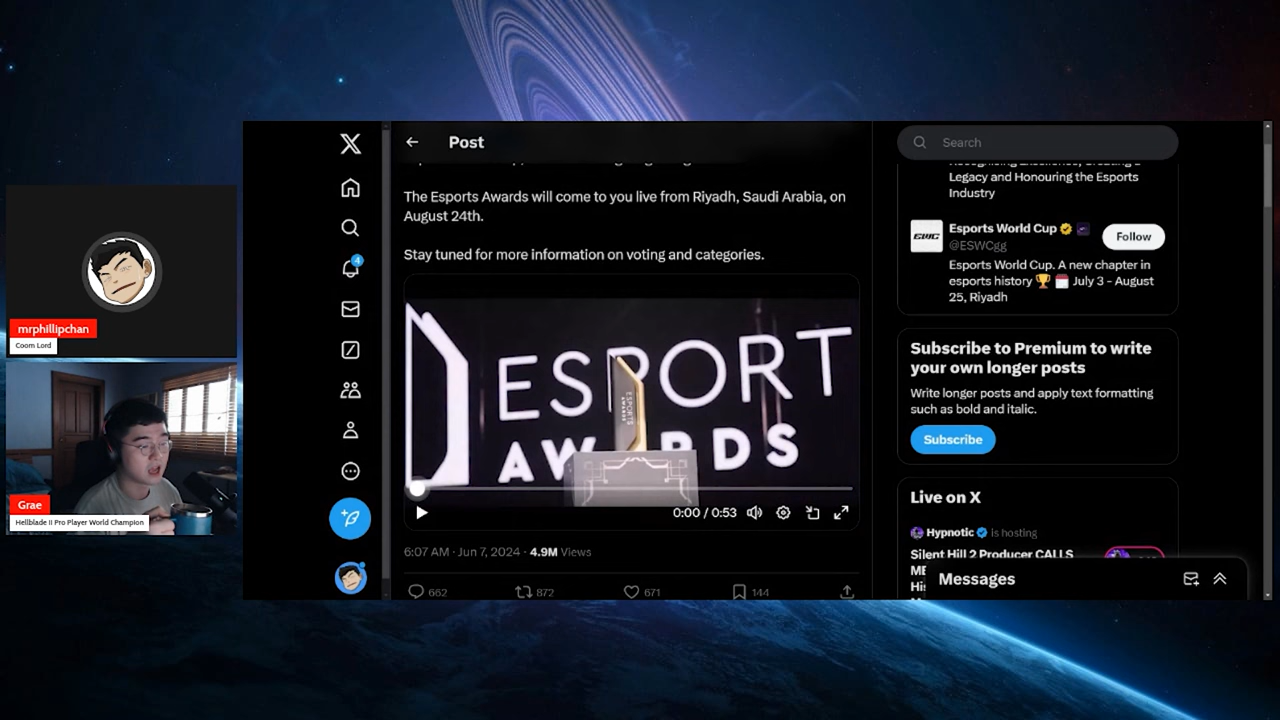 Post
The Esports Awards will come to you live from Riyadh, Saudi Arabia, on
August 24th.
Stay tuned for more information on voting and categories.
ESPORT
AWARDS
ESPORTS
AWARDS
0:00 / 0:53
6:07 AM · Jun 7, 2024 · 4.9M Views
662
872
671
144
4
Search
Legacy and Honouring the Esports
Industry
EWC
Esports World Cup
@ESWCgg
Follow
Esports World Cup. A new chapter in
esports history 🏆 🗓️ July 3 - August
25, Riyadh
Subscribe to Premium to write
your own longer posts
Write longer posts and apply text formatting
such as bold and italic.
Subscribe
Live on X
Hypnotic is hosting
Silent Hill 2 Producer CALLS
Messages
mrphillipchan
Coom Lord
Grae
Hellblade II Pro Player World Champion